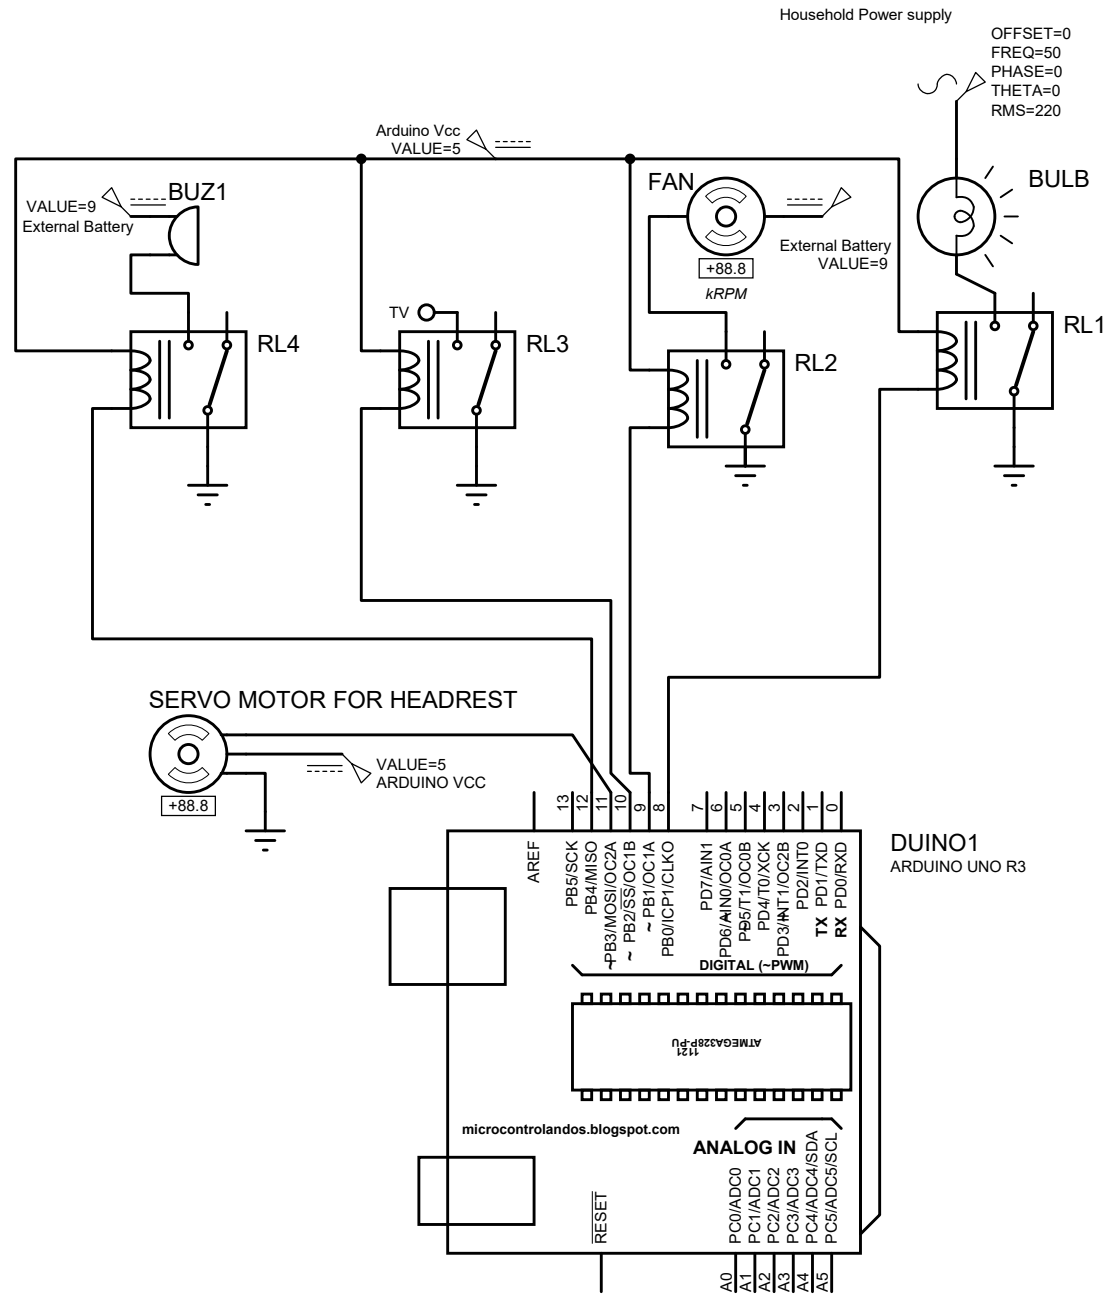 Household Power supply
OFFSET=0
FREQ=50
PHASE=0
THETA=0
RMS=220
Arduino Vcc
VALUE=5
BUZ1
VALUE=9
External Battery
FAN
+88.8
kRPM
External Battery
VALUE=9
BULB
RL4
TV
RL3
RL2
RL1
SERVO MOTOR FOR HEADREST
VALUE=5
ARDUINO VCC
+88.8
13
12
11
10
9
8
7
6
5
4
3
2
1
0
DUINO1
ARDUINO UNO R3
AREF
PB5/SCK
PB4/MISO
~PB3/MOSI/OC2A
~ PB2/SS/OC1B
~ PB1/OC1A
PB0/ICP1/CLKO
PD7/AIN1
PD6/AIN0/OC0A
PD5/T1/OC0B
PD4/T0/XCK
PD3/INT1/OC2B
PD2/INT0
TX PD1/TXD
RX PD0/RXD
DIGITAL (~PWM)
ATMEGA328P-PU
1121
microcontrolandos.blogspot.com
ANALOG IN
RESET
PC0/ADC0
PC1/ADC1
PC2/ADC2
PC3/ADC3
PC4/ADC4/SDA
PC5/ADC5/SCL
A0
A1
A2
A3
A4
A5